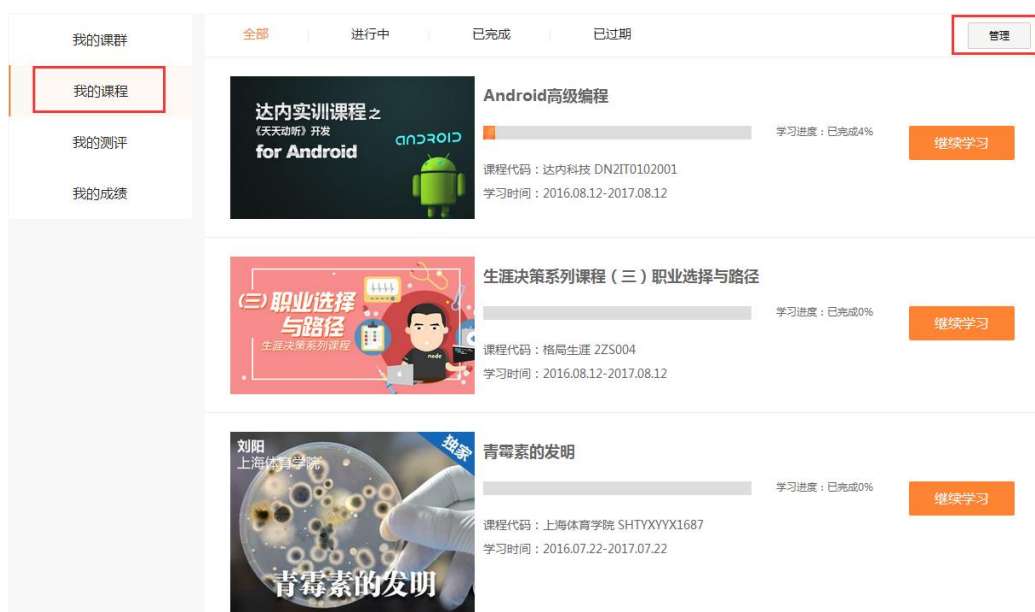 我的课群
我的课程
我的测评
我的成绩
全部 进行中 已完成 已过期 管理
达内实训课程之
《天天动听》开发
for Android
ANDROID
Android高级编程
学习进度：已完成4%
继续学习
课程代码：达内科技 DN2IT0102001
学习时间：2016.08.12-2017.08.12
(三)职业选择
与路径
生涯决策系列课程
node
生涯决策系列课程（三）职业选择与路径
学习进度：已完成0%
继续学习
课程代码：格局生涯 2ZS004
学习时间：2016.08.12-2017.08.12
刘阳
上海体育学院
独家
青霉素的发明
青霉素的发明
学习进度：已完成0%
继续学习
课程代码：上海体育学院 SHTYXYYX1687
学习时间：2016.07.22-2017.07.22